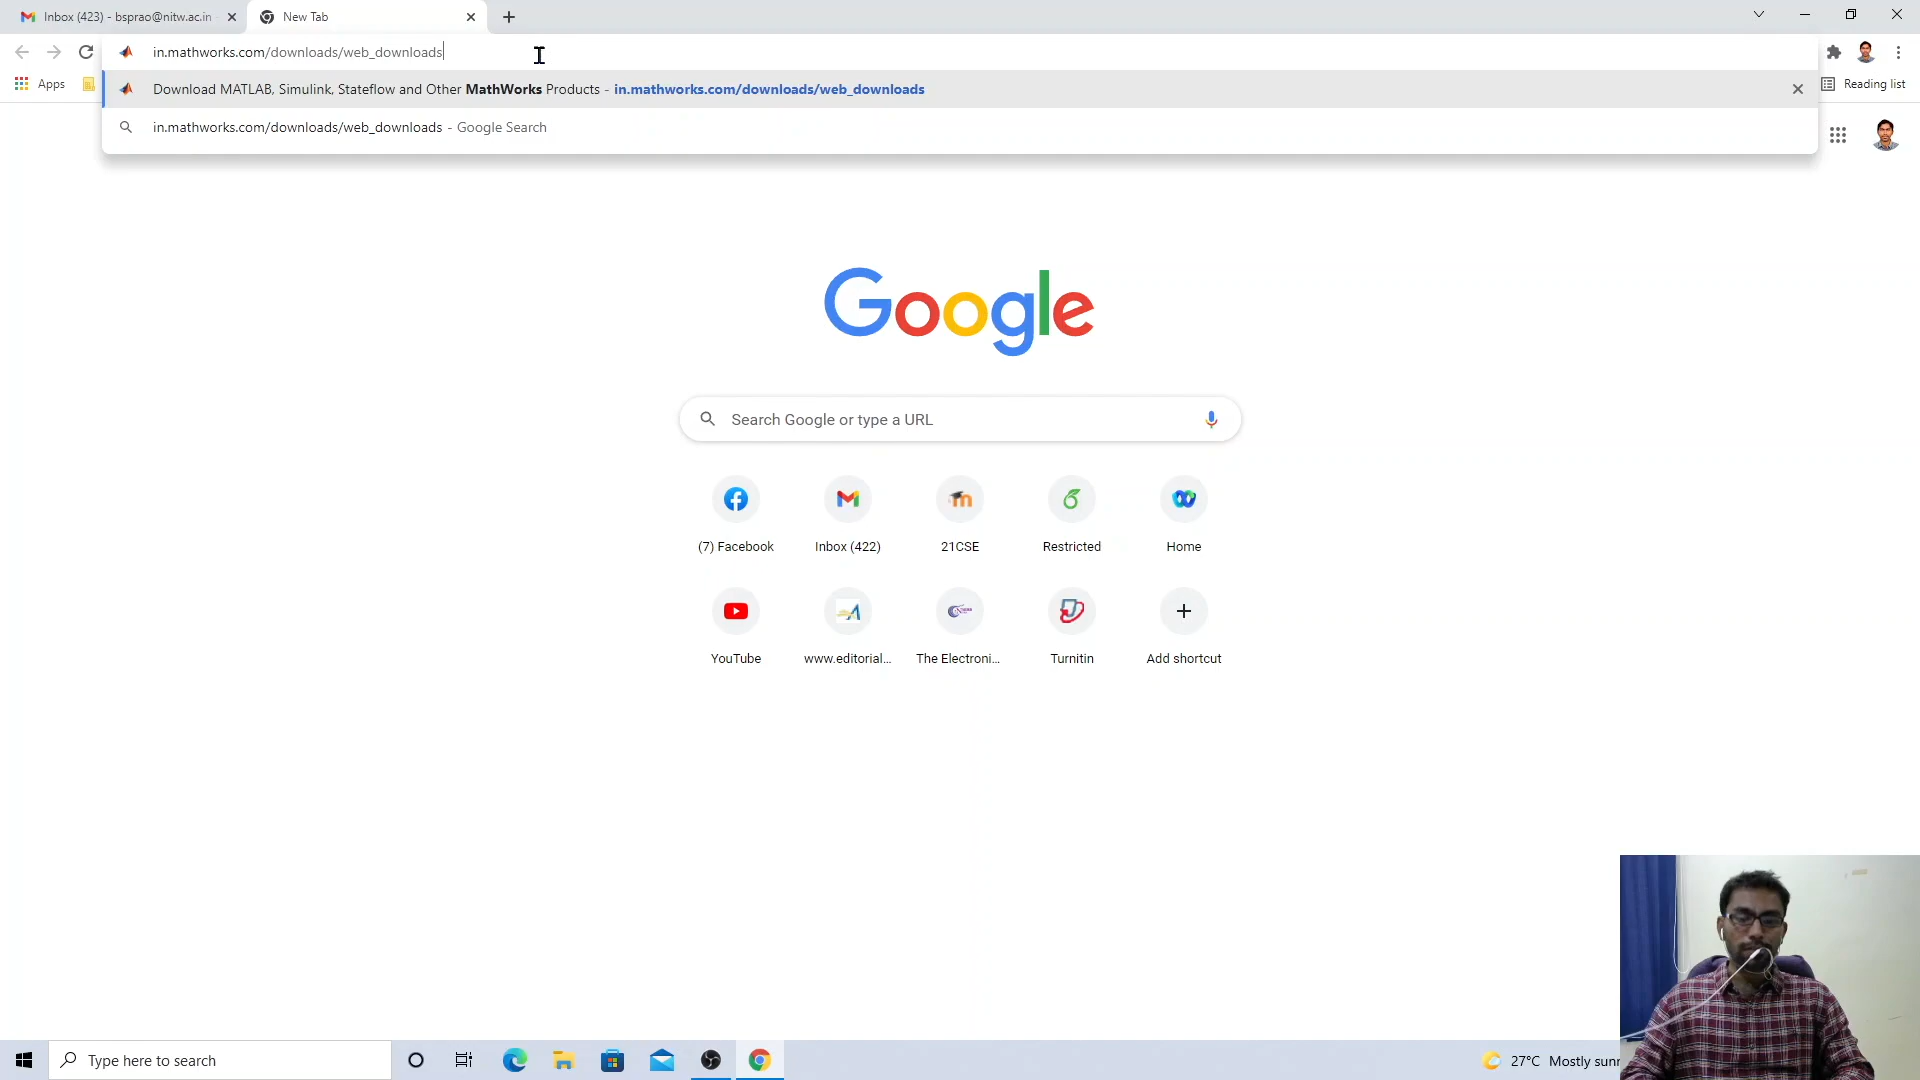 Inbox (423) - bsprao@nitw.ac.in
New Tab
in.mathworks.com/downloads/web_downloads
Apps
Download MATLAB, Simulink, Stateflow and Other MathWorks Products - in.mathworks.com/downloads/web_downloads
Reading list
in.mathworks.com/downloads/web_downloads - Google Search
Google
Search Google or type a URL
(7) Facebook
Inbox (422)
21CSE
Restricted
Home
YouTube
www.editorial...
The Electroni...
Turnitin
Add shortcut
Type here to search
27°C Mostly sunn